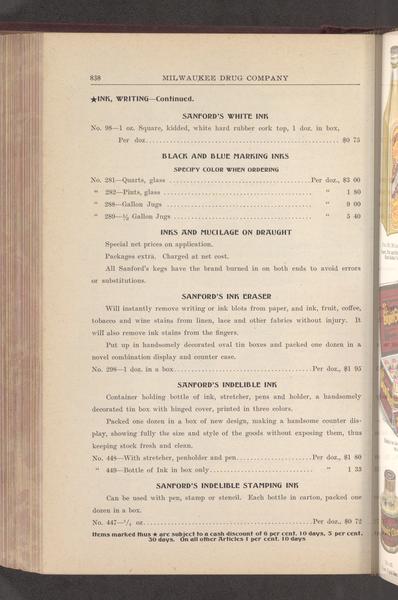 838 MILWAUKEE DRUG COMPANY
★INK, WRITING—Continued.
SANFORD'S WHITE INK
No. 98—1 oz. Square, kidded, white hard rubber cork top, 1 doz. in box,
Per doz. $0 75
BLACK AND BLUE MARKING INKS
SPECIFY COLOR WHEN ORDERING
No. 281—Quarts, glass Per doz., $3 00
" 282—Pints, glass " 1 80
" 288—Gallon Jugs " 9 00
" 289—½ Gallon Jugs " 5 40
INKS AND MUCILAGE ON DRAUGHT
Special net prices on application.
Packages extra. Charged at net cost.
All Sanford's kegs have the brand burned in on both ends to avoid errors
or substitutions.
SANFORD'S INK ERASER
Will instantly remove writing or ink blots from paper, and ink, fruit, coffee,
tobacco and wine stains from linen, lace and other fabrics without injury. It
will also remove ink stains from the fingers.
Put up in handsomely decorated oval tin boxes and packed one dozen in a
novel combination display and counter case.
No. 298—1 doz. in a box Per doz., $1 95
SANFORD'S INDELIBLE INK
Container holding bottle of ink, stretcher, pens and holder, a handsomely
decorated tin box with hinged cover, printed in three colors.
Packed one dozen in a box of new design, making a handsome counter dis-
play, showing fully the size and style of the goods without exposing them, thus
keeping stock fresh and clean.
No. 448—With stretcher, penholder and pen Per doz., $1 80
" 449—Bottle of Ink in box only " 1 33
SANFORD'S INDELIBLE STAMPING INK
Can be used with pen, stamp or stencil. Each bottle in carton, packed one
dozen in a box.
No. 447— oz. Per doz., $0 72
Items marked thus ★ are subject to a cash discount of 6 per cent. 10 days, 5 per cent.
30 days. On all other Articles 1 per cent. 10 days